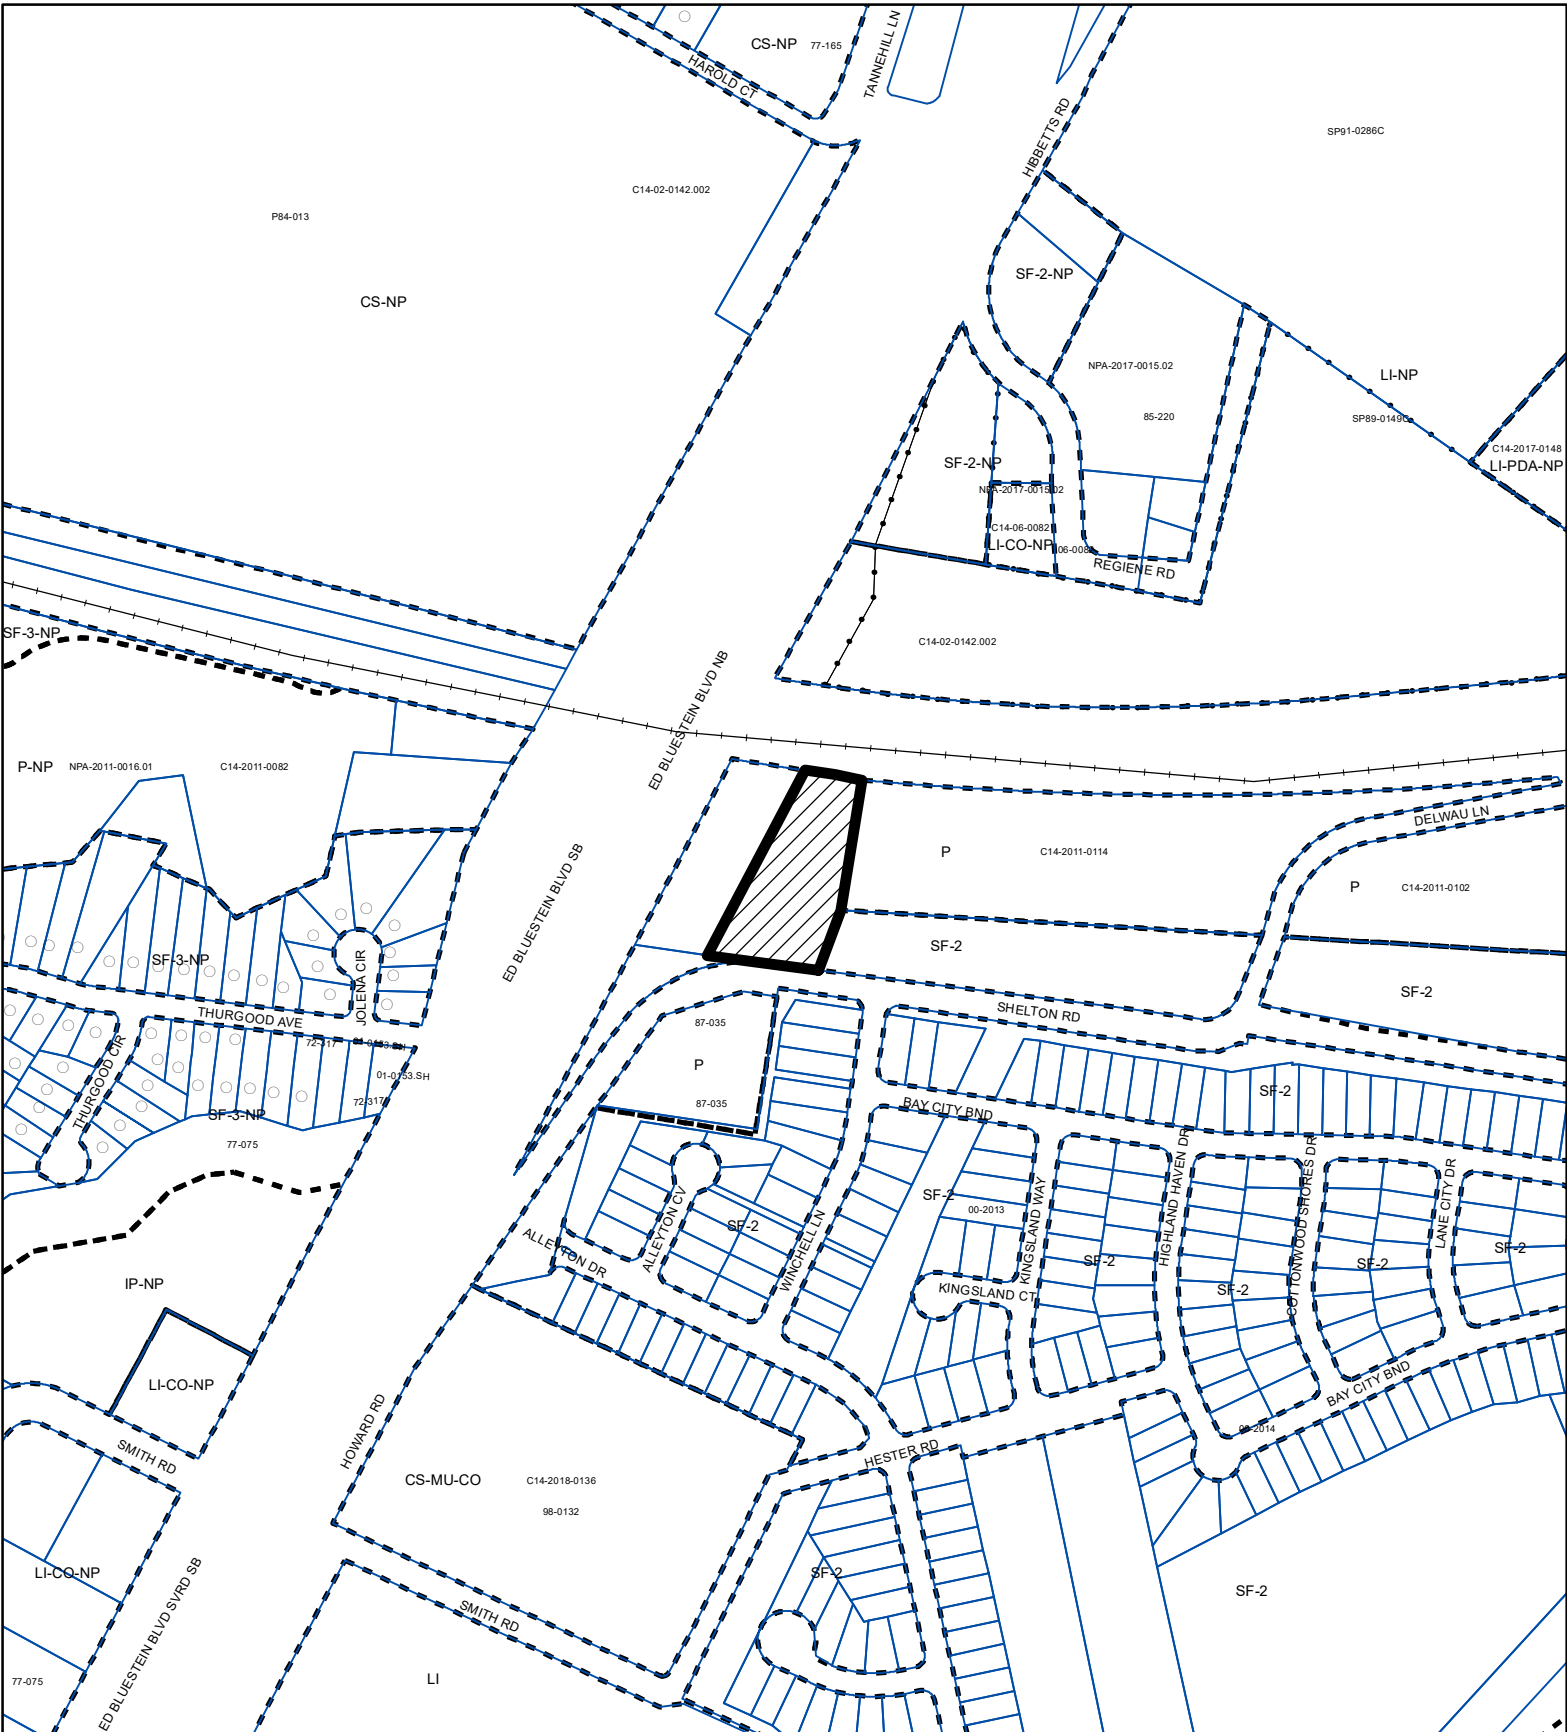 CS-NP 77-165
TANNEHILL LN
HAROLD CT
HIBBETTS RD
SP91-0286C
C14-02-0142.002
P84-013
SF-2-NP
CS-NP
NPA-2017-0015.02
LI-NP
85-220
SP89-0149C
C14-2017-0148
LI-PDA-NP
SF-2-NP
NPA-2017-0015.02
C14-06-0082
LI-CO-NP
REGIENE RD
SF-3-NP
C14-02-0142.002
ED BLUESTEIN BLVD NB
P-NP NPA-2011-0016.01 C14-2011-0082
DELWAU LN
P C14-2011-0114
P C14-2011-0102
ED BLUESTEIN BLVD SB
SF-3-NP
SF-2
JOLENA CIR
SF-2
THURGOOD AVE
SHELTON RD
87-035
72-317
THURGOOD CIR
01-0153.SH
P
72-317
87-035
SF-3-NP
BAY CITY BND
SF-2
77-075
HIGHLAND HAVEN DR
COTTONWOOD SHORES DR
LANE CITY DR
SF-2
00-2013
KINGSLAND WAY
ALLEYTON CV
SF-2
WINCHELL LN
ALLEYTON DR
SF-2
SF-2
SF-2
SF-2
IP-NP
KINGSLAND CT
LI-CO-NP
BAY CITY BND
HOWARD RD
SMITH RD
HESTER RD
CS-MU-CO C14-2018-0136
98-0132
LI-CO-NP
SF-2
SF-2
ED BLUESTEIN BLVD SVRD SB
SMITH RD
77-075
LI